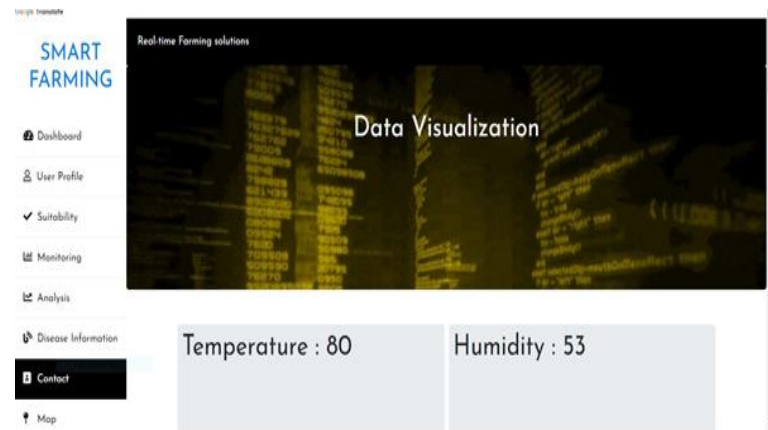 Google Translate
SMART
FARMING
Dashboard
User Profile
Suitability
Monitoring
Analysis
Disease Information
Contact
Map
Real-time Farming solutions
Data Visualization
Temperature : 80
Humidity : 53